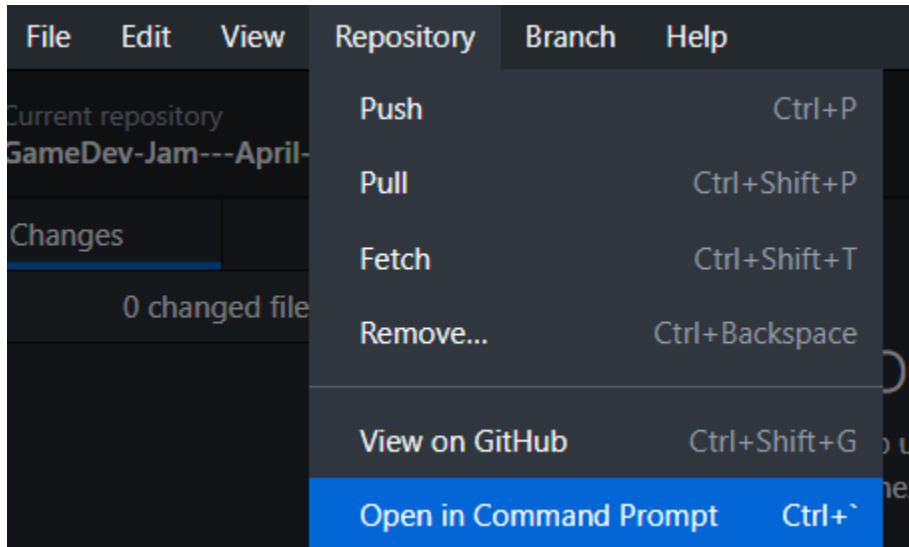 File Edit View Repository Branch Help
Current repository
GameDev-Jam---April-
Push Ctrl+P
Pull Ctrl+Shift+P
Changes
Fetch Ctrl+Shift+T
0 changed file
Remove... Ctrl+Backspace
View on GitHub Ctrl+Shift+G
Open in Command Prompt Ctrl+`